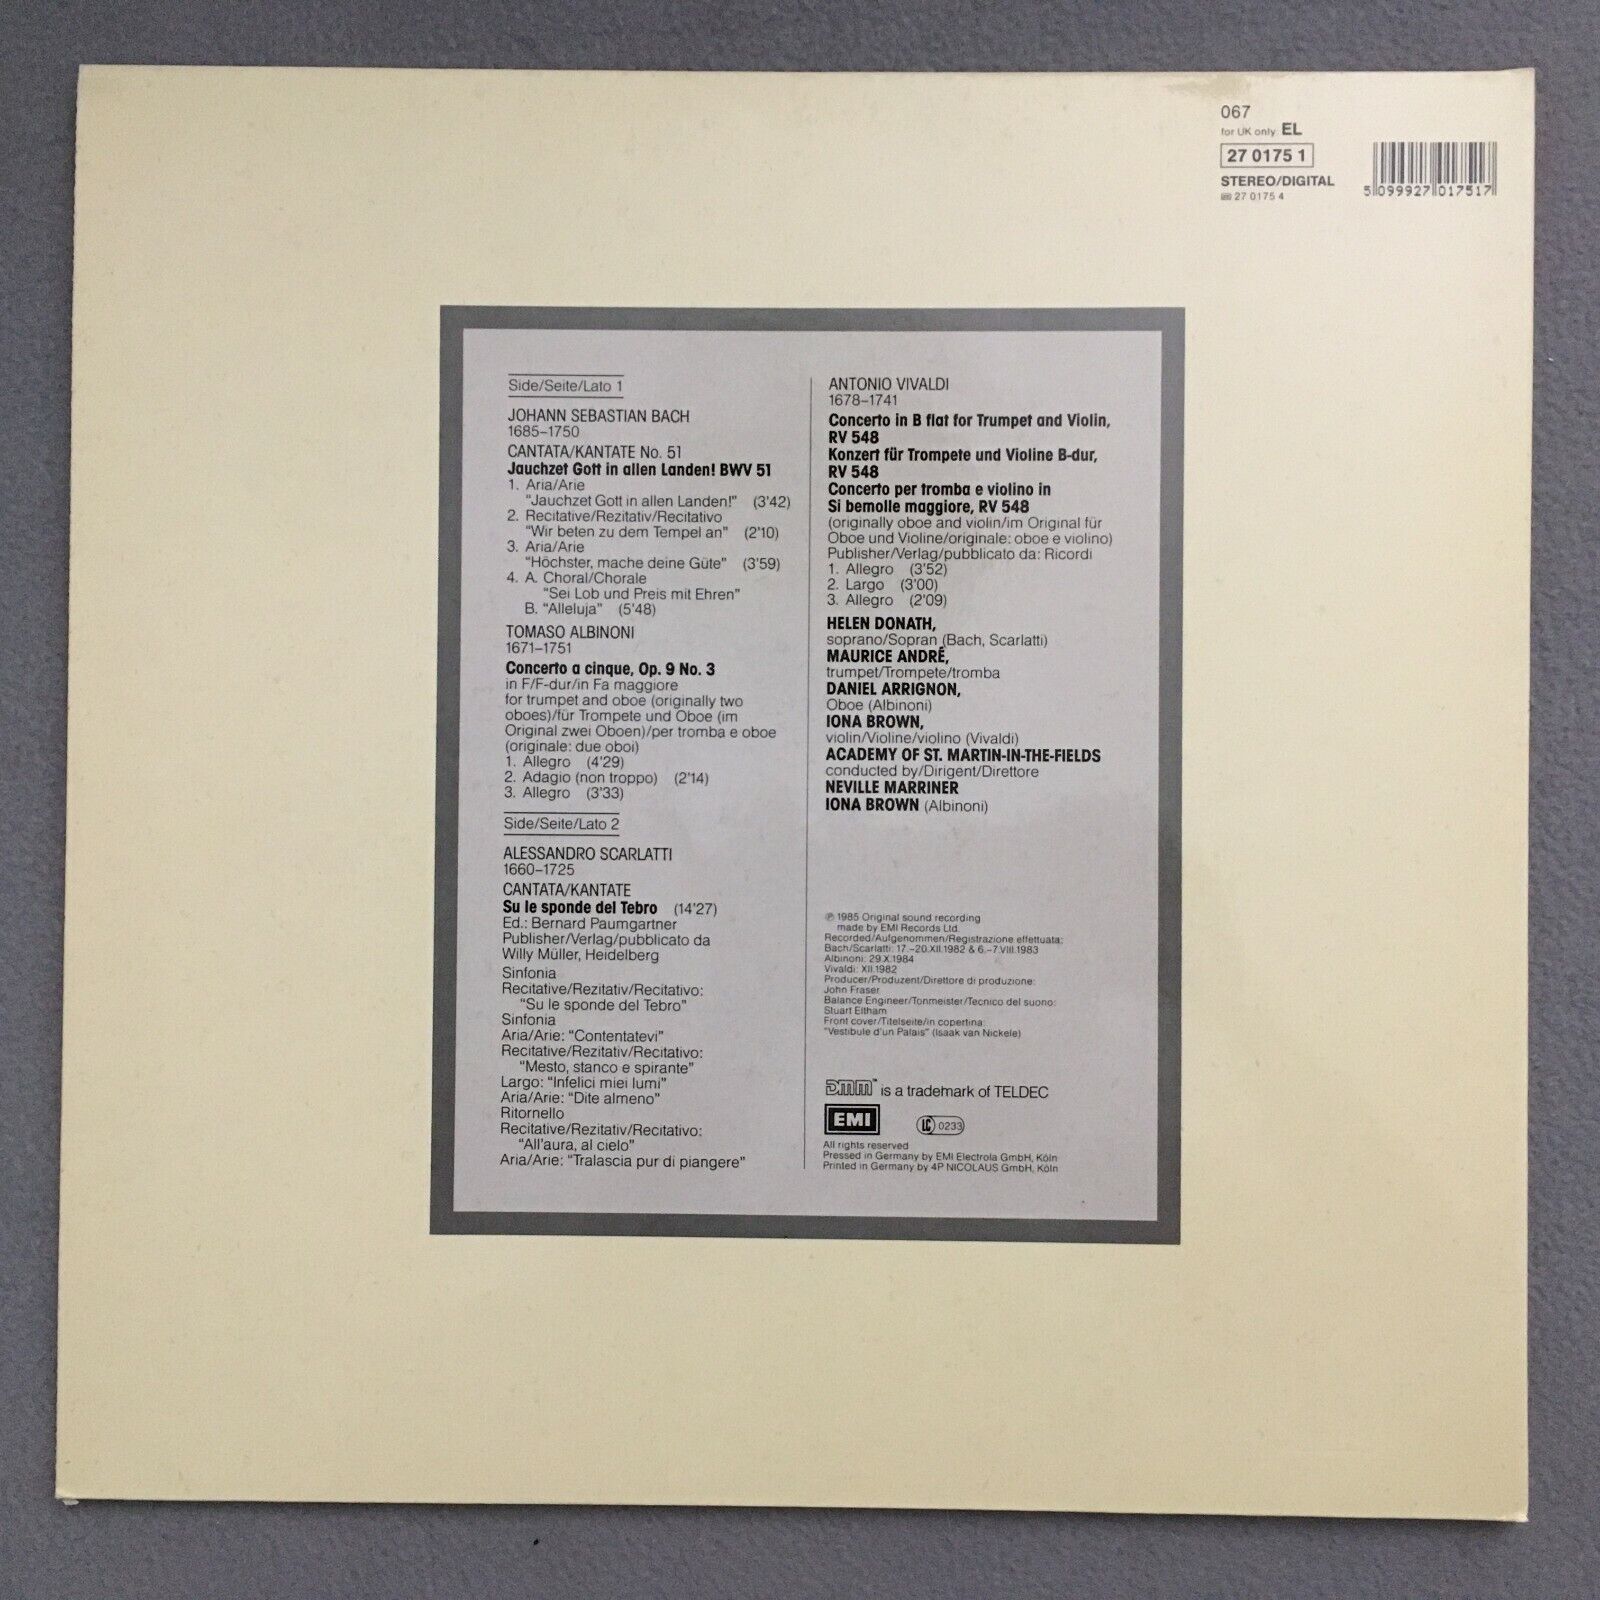 067
for UK only EL
27 0175 1
STEREO/DIGITAL
27 0175 4
5 099927 017517
Side/Seite/Lato 1
JOHANN SEBASTIAN BACH
1685–1750
CANTATA/KANTATE No. 51
Jauchzet Gott in allen Landen! BWV 51
1. Aria/Arie
"Jauchzet Gott in allen Landen!" (3'42)
2. Recitative/Rezitativ/Recitativo
"Wir beten zu dem Tempel an" (2'10)
3. Aria/Arie
"Höchster, mache deine Güte" (3'59)
4. A. Choral/Chorale
"Sei Lob und Preis mit Ehren"
B. "Alleluja" (5'48)
TOMASO ALBINONI
1671–1751
Concerto a cinque, Op. 9 No. 3
in F/F-dur/in Fa maggiore
for trumpet and oboe (originally two
oboes)/für Trompete und Oboe (im
Original zwei Oboen)/per tromba e oboe
(originale: due oboi)
1. Allegro (4'29)
2. Adagio (non troppo) (2'14)
3. Allegro (3'33)
Side/Seite/Lato 2
ALESSANDRO SCARLATTI
1660–1725
CANTATA/KANTATE
Su le sponde del Tebro (14'27)
Ed.: Bernard Paumgartner
Publisher/Verlag/pubblicato da
Willy Müller, Heidelberg
Sinfonia
Recitative/Rezitativ/Recitativo:
"Su le sponde del Tebro"
Sinfonia
Aria/Arie: "Contentatevi"
Recitative/Rezitativ/Recitativo:
"Mesto, stanco e spirante"
Largo: "Infelici miei lumi"
Aria/Arie: "Dite almeno"
Ritornello
Recitative/Rezitativ/Recitativo:
"All'aura, al cielo"
Aria/Arie: "Tralascia pur di piangere"
ANTONIO VIVALDI
1678–1741
Concerto in B flat for Trumpet and Violin,
RV 548
Konzert für Trompete und Violine B-dur,
RV 548
Concerto per tromba e violino in
Si bemolle maggiore, RV 548
(originally oboe and violin/im Original für
Oboe und Violine/originale: oboe e violino)
Publisher/Verlag/pubblicato da: Ricordi
1. Allegro (3'52)
2. Largo (3'00)
3. Allegro (2'09)
HELEN DONATH,
soprano/Sopran (Bach, Scarlatti)
MAURICE ANDRÉ,
trumpet/Trompete/tromba
DANIEL ARRIGNON,
Oboe (Albinoni)
IONA BROWN,
violin/Violine/violino (Vivaldi)
ACADEMY OF ST. MARTIN-IN-THE-FIELDS
conducted by/Dirigent/Direttore
NEVILLE MARRINER
IONA BROWN (Albinoni)
℗ 1985 Original sound recording
made by EMI Records Ltd.
Recorded/Aufgenommen/Registrazione effettuata:
Bach/Scarlatti: 17.–20.XII.1982 & 6.–7.VIII.1983
Albinoni: 29.X.1984
Vivaldi: XII.1982
Producer/Produzent/Direttore di produzione:
John Fraser
Balance Engineer/Tonmeister/Tecnico del suono:
Stuart Eltham
Front cover/Titelseite/in copertina:
"Vestibule d'un Palais" (Isaak van Nickele)
DMM™ is a trademark of TELDEC
EMI LC 0233
All rights reserved
Pressed in Germany by EMI Electrola GmbH, Köln
Printed in Germany by 4P NICOLAUS GmbH, Köln